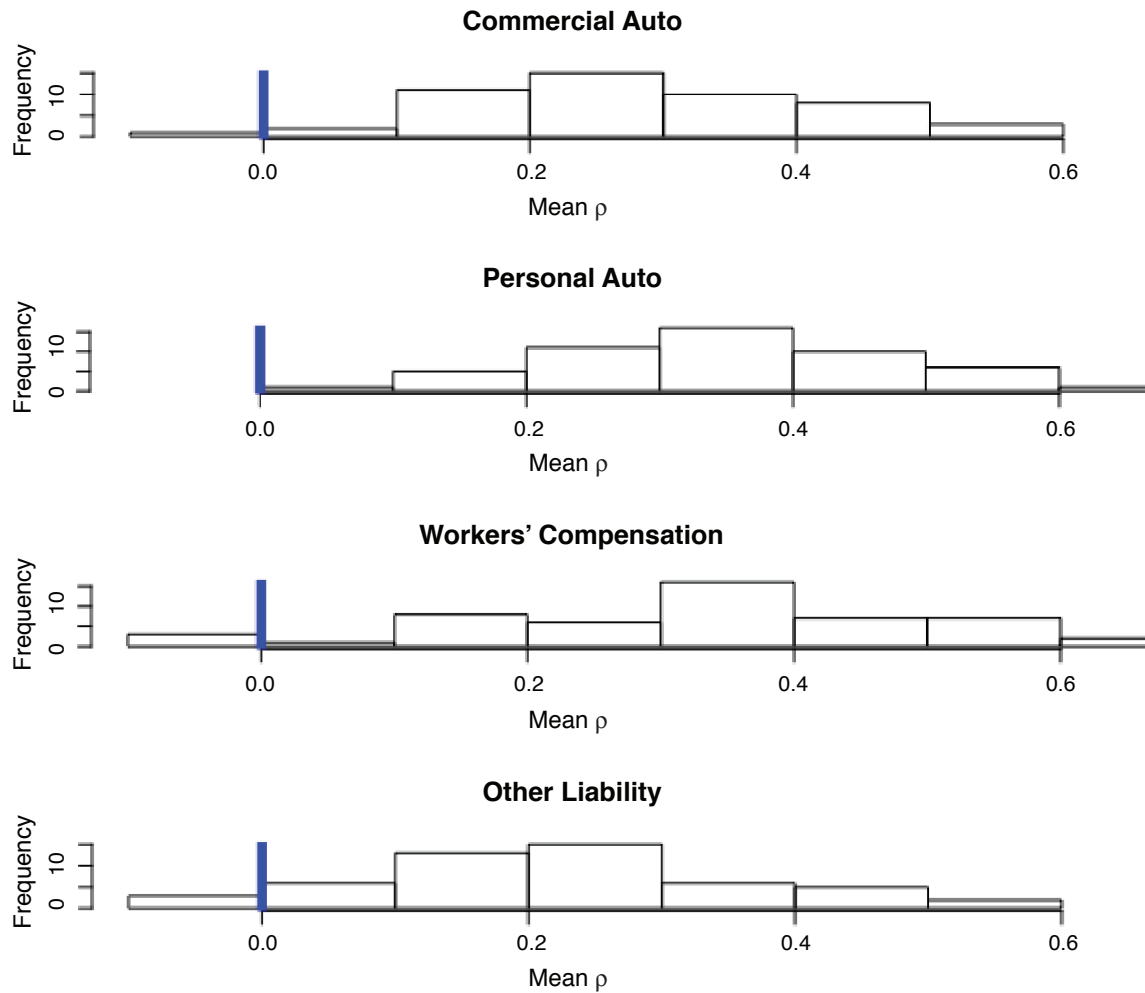 Commercial Auto
Frequency
10
0
0.0 0.2 0.4 0.6
Mean ρ
Personal Auto
Frequency
10
0
0.0 0.2 0.4 0.6
Mean ρ
Workers’ Compensation
Frequency
10
0
0.0 0.2 0.4 0.6
Mean ρ
Other Liability
Frequency
10
0
0.0 0.2 0.4 0.6
Mean ρ